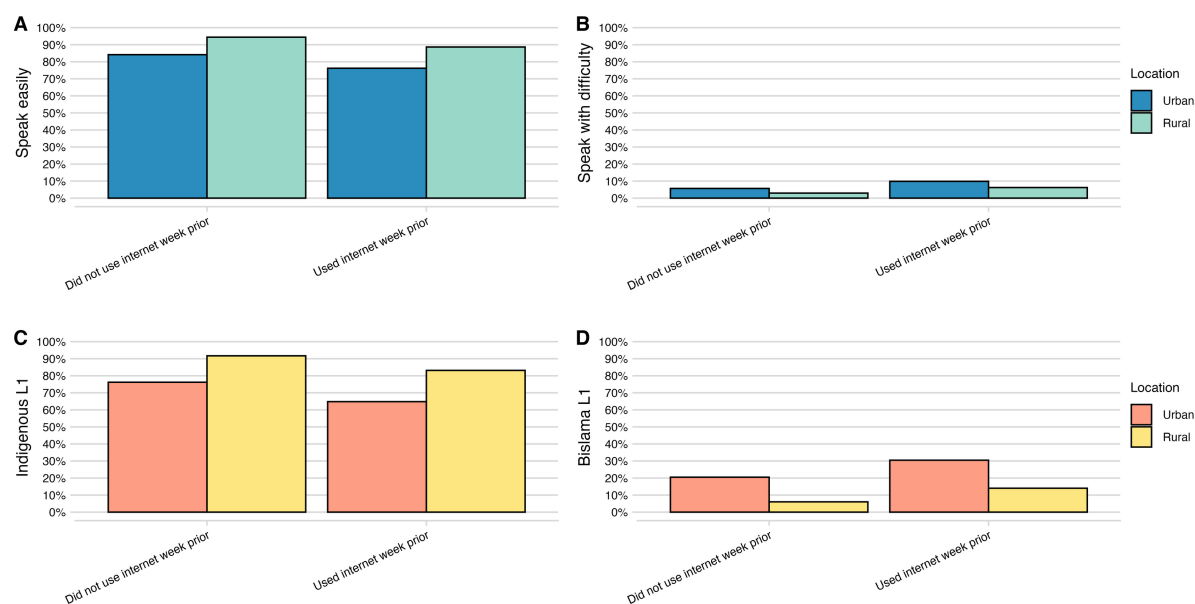 A
Speak easily
100%
90%
80%
70%
60%
50%
40%
30%
20%
10%
0%
Did not use internet week prior
Used internet week prior
B
Speak with difficulty
100%
90%
80%
70%
60%
50%
40%
30%
20%
10%
0%
Did not use internet week prior
Used internet week prior
Location
Urban
Rural
C
Indigenous L1
100%
90%
80%
70%
60%
50%
40%
30%
20%
10%
0%
Did not use internet week prior
Used internet week prior
D
Bislama L1
100%
90%
80%
70%
60%
50%
40%
30%
20%
10%
0%
Did not use internet week prior
Used internet week prior
Location
Urban
Rural